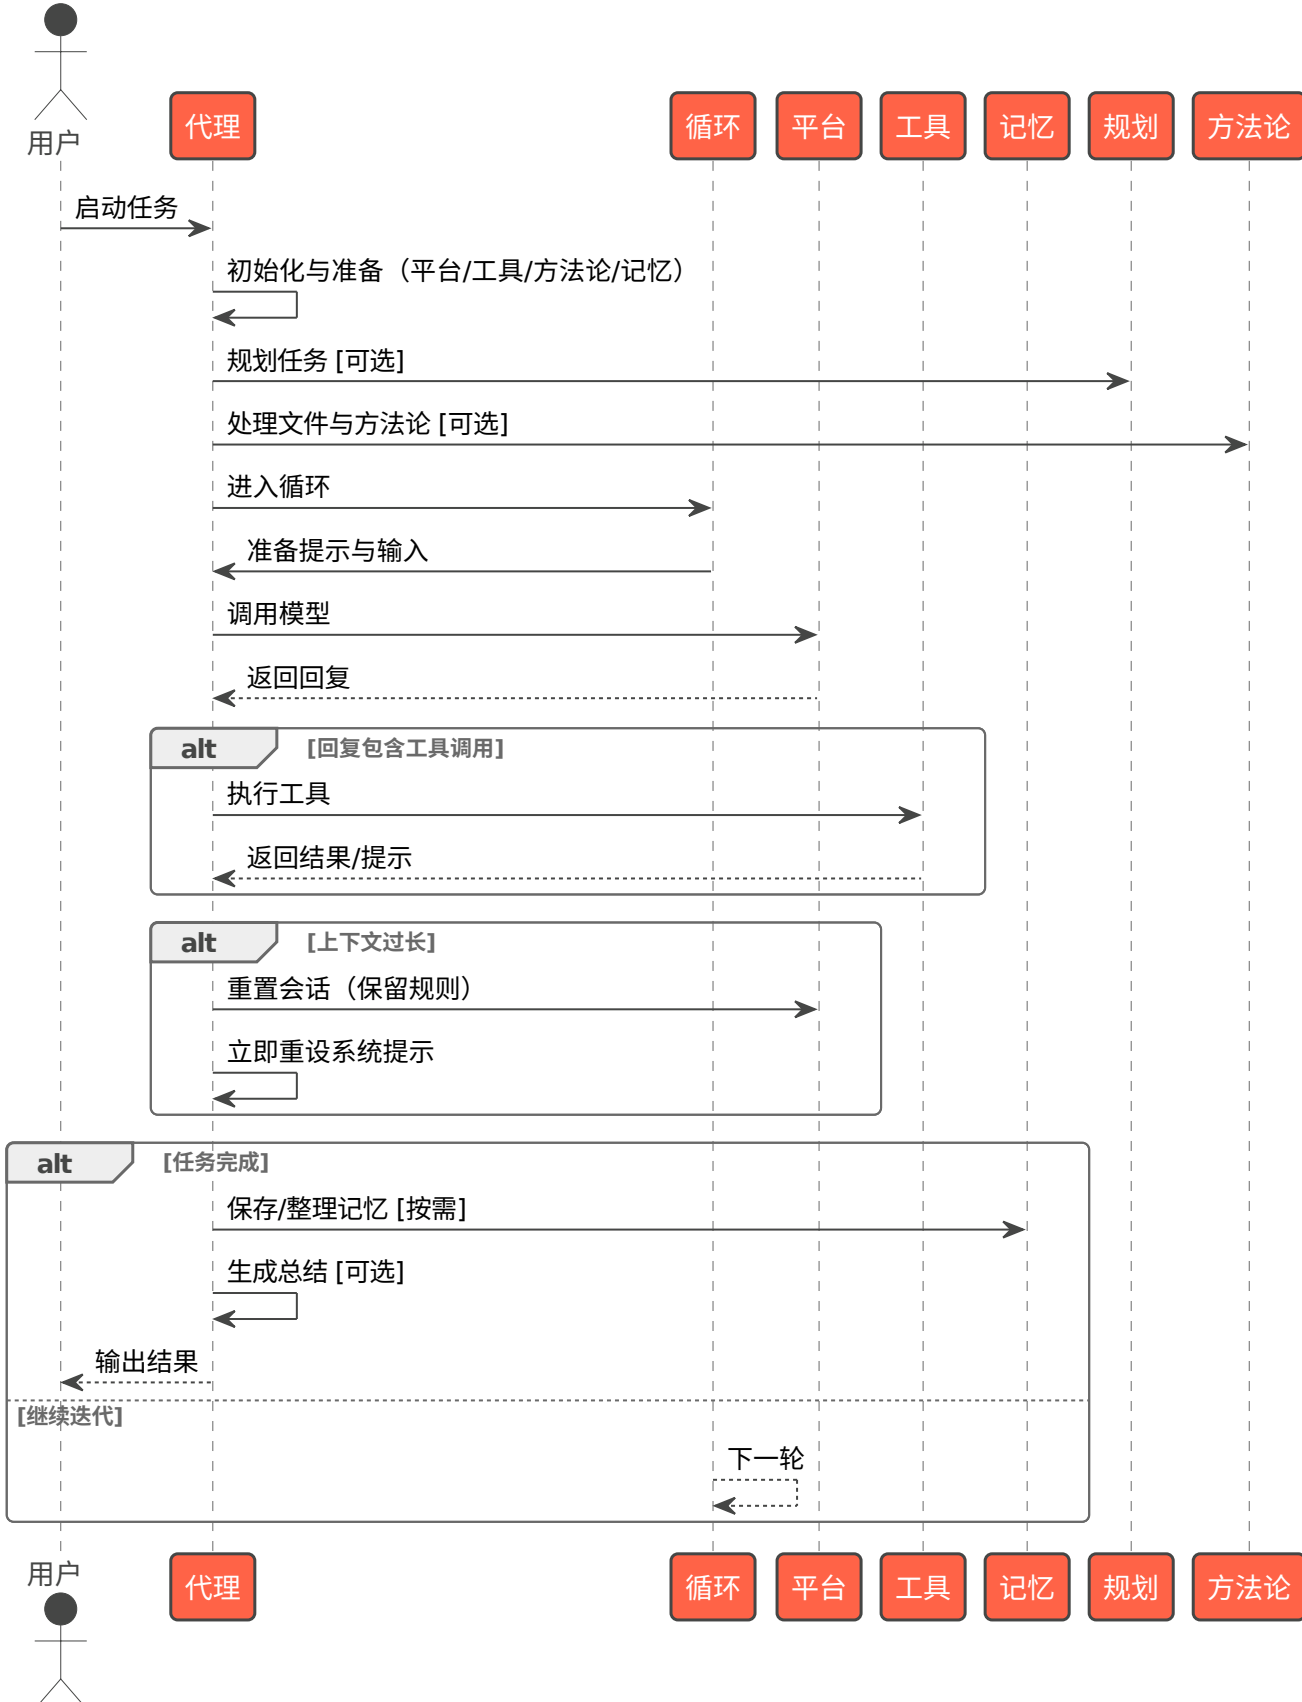 用户
代理
循环
平台
工具
记忆
规划
方法论
启动任务
初始化与准备（平台/工具/方法论/记忆）
规划任务 [可选]
处理文件与方法论 [可选]
进入循环
准备提示与输入
调用模型
返回回复
alt [回复包含工具调用]
执行工具
返回结果/提示
alt [上下文过长]
重置会话（保留规则）
立即重设系统提示
alt [任务完成]
保存/整理记忆 [按需]
生成总结 [可选]
输出结果
[继续迭代]
下一轮
用户
代理
循环
平台
工具
记忆
规划
方法论